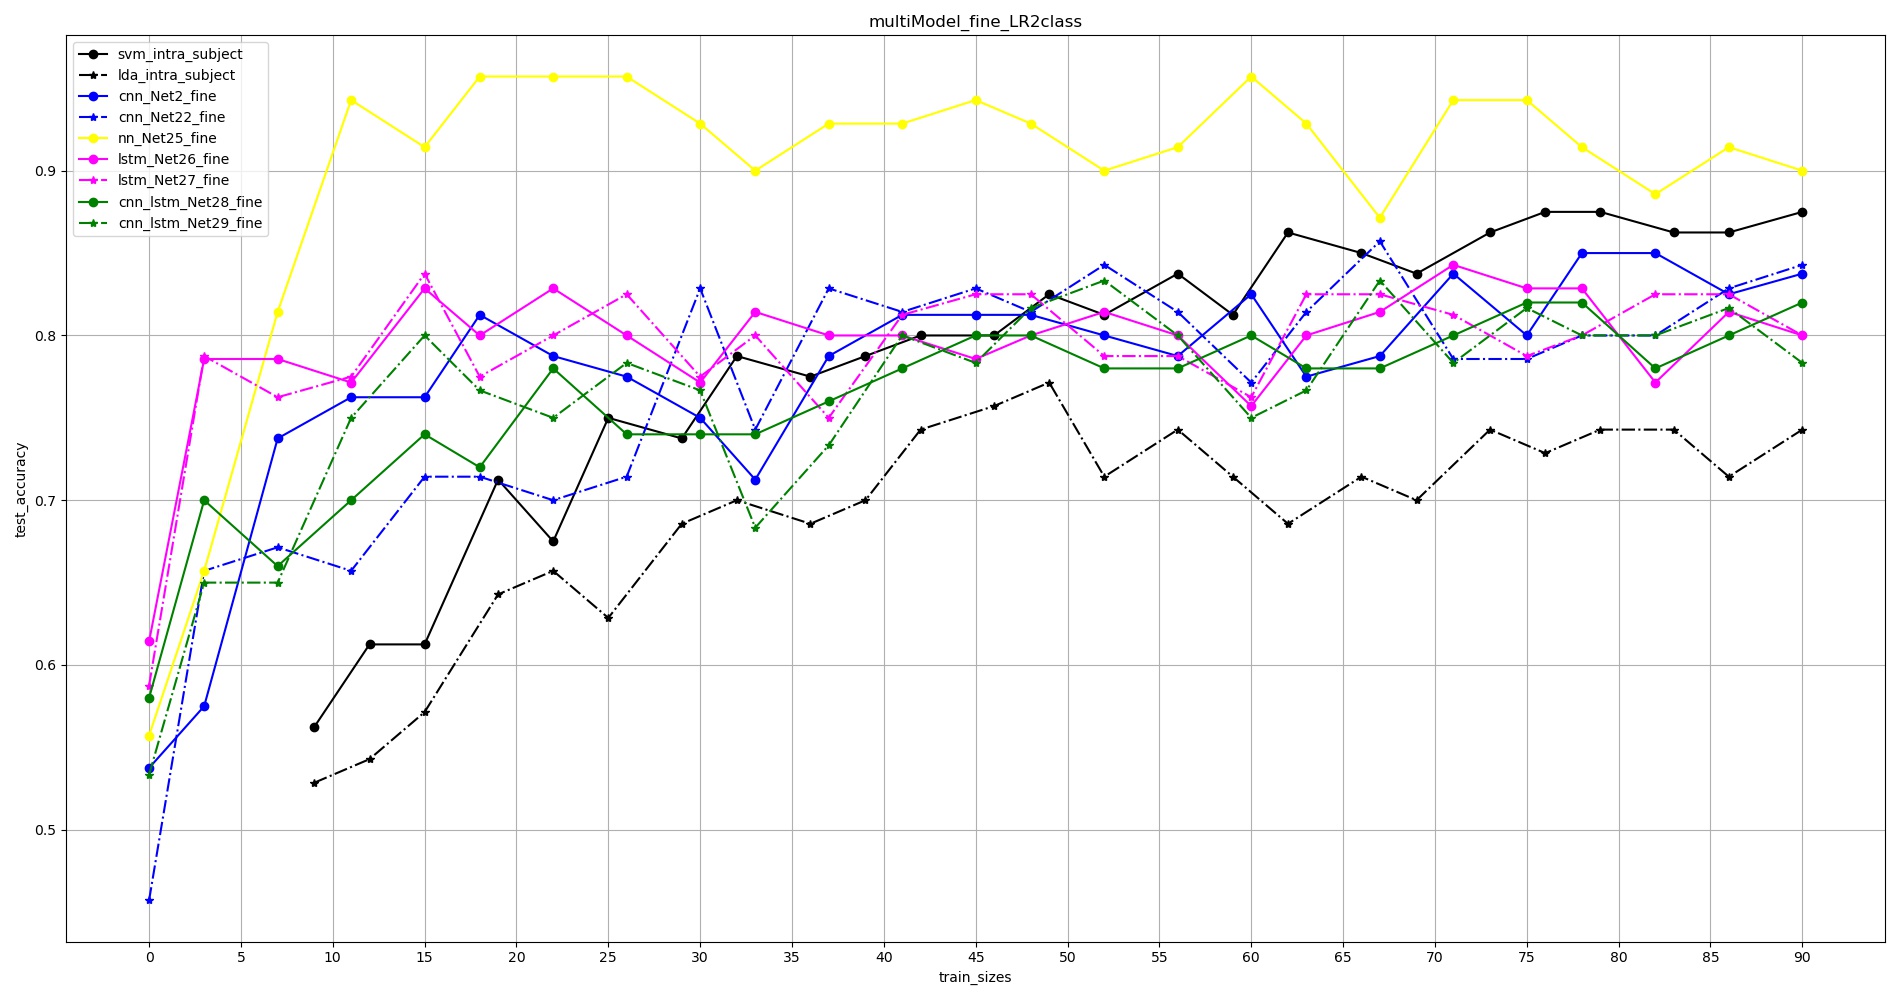 multiModel_fine_LR2class
svm_intra_subject
lda_intra_subject
cnn_Net2_fine
cnn_Net22_fine
nn_Net25_fine
lstm_Net26_fine
lstm_Net27_fine
cnn_lstm_Net28_fine
cnn_lstm_Net29_fine
0.9
0.8
0.7
0.6
0.5
test_accuracy
0 5 10 15 20 25 30 35 40 45 50 55 60 65 70 75 80 85 90
train_sizes